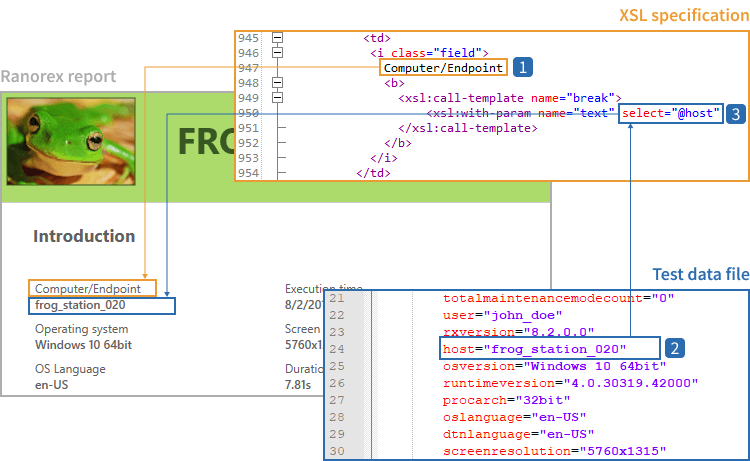 XSL specification
945 <td>
946 <i class="field">
947 Computer/Endpoint 1
948 <b>
949 <xsl:call-template name="break">
950 <xsl:with-param name="text" select="@host" 3
951 </xsl:call-template>
952 </b>
953 </i>
954 </td>
Ranorex report
FRO
Introduction
Computer/Endpoint
frog_station_020
Operating system
Windows 10 64bit
OS Language
en-US
Execution time
8/2/20
Screen
5760x1
Duratio
7.81s
Test data file
21 totalmaintenancemodecount="0"
22 user="john_doe"
23 rxversion="8.2.0.0"
24 host="frog_station_020" 2
25 osversion="Windows 10 64bit"
26 runtimeversion="4.0.30319.42000"
27 procarch="32bit"
28 oslanguage="en-US"
29 dtnlanguage="en-US"
30 screenresolution="5760x1315"